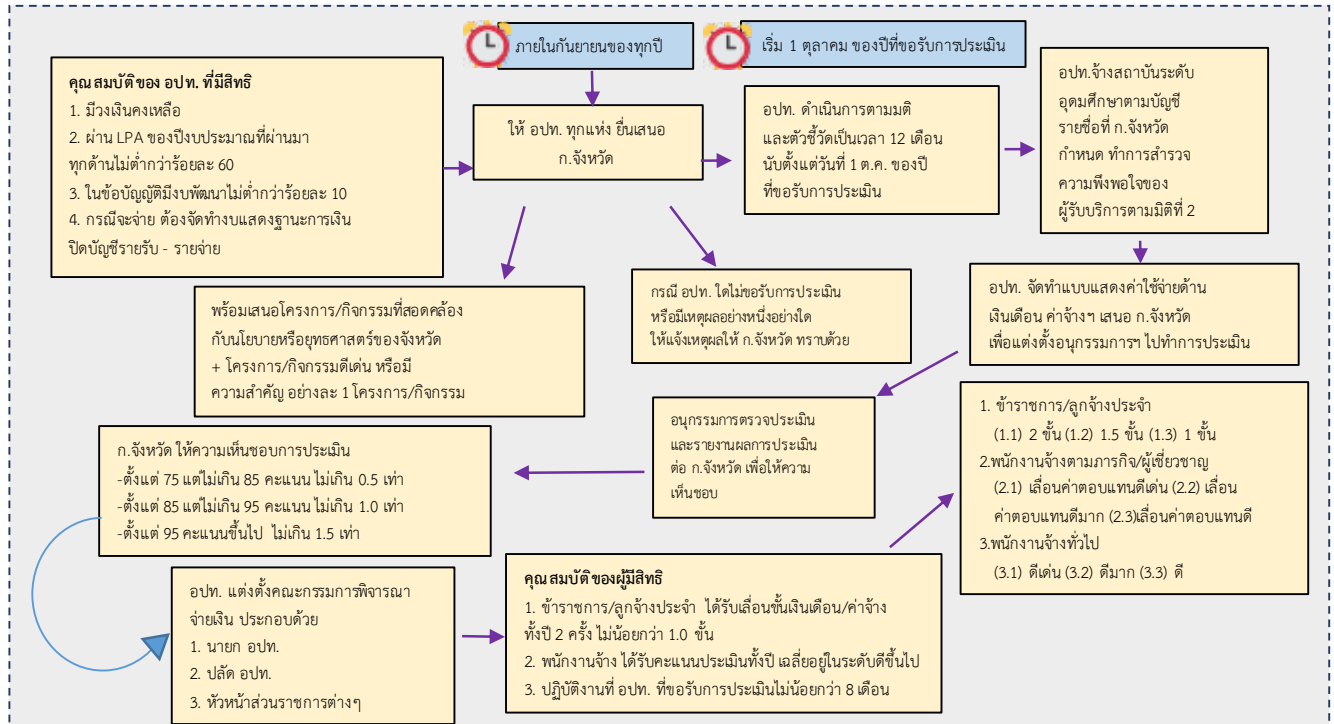 ภายในกันยายนของทุกปี
เริ่ม 1 ตุลาคม ของปีที่ขอรับการประเมิน
คุณสมบัติของ อปท. ที่มีสิทธิ
1. มีวงเงินคงเหลือ
2. ผ่าน LPA ของปีงบประมาณที่ผ่านมา
ทุกด้านไม่ต่ำกว่าร้อยละ 60
3. ในข้อบัญญัติมีงบพัฒนาไม่ต่ำกว่าร้อยละ 10
4. กรณีจะจ่าย ต้องจัดทำงบแสดงฐานะการเงิน
ปิดบัญชีรายรับ - รายจ่าย
ให้ อปท. ทุกแห่ง ยื่นเสนอ
ก.จังหวัด
อปท. ดำเนินการตามมติ
และตัวชี้วัดเป็นเวลา 12 เดือน
นับตั้งแต่วันที่ 1 ต.ค. ของปี
ที่ขอรับการประเมิน
อปท.จ้างสถาบันระดับ
อุดมศึกษาตามบัญชี
รายชื่อที่ ก.จังหวัด
กำหนด ทำการสำรวจ
ความพึงพอใจของ
ผู้รับบริการตามมิติที่ 2
พร้อมเสนอโครงการ/กิจกรรมที่สอดคล้อง
กับนโยบายหรือยุทธศาสตร์ของจังหวัด
+ โครงการ/กิจกรรมดีเด่น หรือมี
ความสำคัญ อย่างละ 1 โครงการ/กิจกรรม
กรณี อปท. ใดไม่ขอรับการประเมิน
หรือมีเหตุผลอย่างหนึ่งอย่างใด
ให้แจ้งเหตุผลให้ ก.จังหวัด ทราบด้วย
อปท. จัดทำแบบแสดงค่าใช้จ่ายด้าน
เงินเดือน ค่าจ้างฯ เสนอ ก.จังหวัด
เพื่อแต่งตั้งอนุกรรมการฯ ไปทำการประเมิน
อนุกรรมการตรวจประเมิน
และรายงานผลการประเมิน
ต่อ ก.จังหวัด เพื่อให้ความ
เห็นชอบ
ก.จังหวัด ให้ความเห็นชอบการประเมิน
-ตั้งแต่ 75 แต่ไม่เกิน 85 คะแนน ไม่เกิน 0.5 เท่า
-ตั้งแต่ 85 แต่ไม่เกิน 95 คะแนน ไม่เกิน 1.0 เท่า
-ตั้งแต่ 95 คะแนนขึ้นไป ไม่เกิน 1.5 เท่า
อปท. แต่งตั้งคณะกรรมการพิจารณา
จ่ายเงิน ประกอบด้วย
1. นายก อปท.
2. ปลัด อปท.
3. หัวหน้าส่วนราชการต่างๆ
คุณสมบัติของผู้มีสิทธิ
1. ข้าราชการ/ลูกจ้างประจำ ได้รับเลื่อนขั้นเงินเดือน/ค่าจ้าง
ทั้งปี 2 ครั้ง ไม่น้อยกว่า 1.0 ขั้น
2. พนักงานจ้าง ได้รับคะแนนประเมินทั้งปี เฉลี่ยอยู่ในระดับดีขึ้นไป
3. ปฏิบัติงานที่ อปท. ที่ขอรับการประเมินไม่น้อยกว่า 8 เดือน
1. ข้าราชการ/ลูกจ้างประจำ
(1.1) 2 ขั้น (1.2) 1.5 ขั้น (1.3) 1 ขั้น
2.พนักงานจ้างตามภารกิจ/ผู้เชี่ยวชาญ
(2.1) เลื่อนค่าตอบแทนดีเด่น (2.2) เลื่อน
ค่าตอบแทนดีมาก (2.3)เลื่อนค่าตอบแทนดี
3.พนักงานจ้างทั่วไป
(3.1) ดีเด่น (3.2) ดีมาก (3.3) ดี